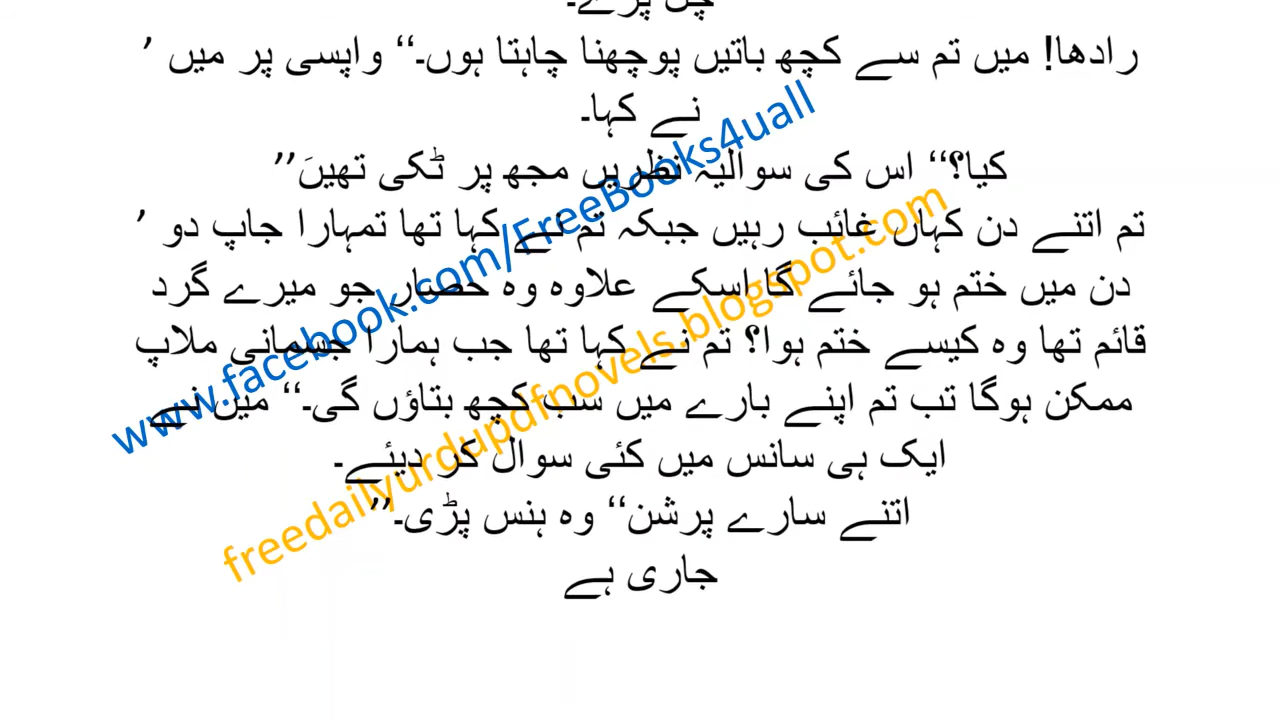 چل پڑے۔
رادھا! میں تم سے کچھ باتیں پوچھنا چاہتا ہوں۔‘‘ واپسی پر میں ’
نے کہا۔
کیا؟‘‘ اس کی سوالیہ نظریں مجھ پر ٹکی تھیںَ ’’
تم اتنے دن کہاں غائب رہیں جبکہ تم نے کہا تھا تمہارا جاپ دو ’
دن میں ختم ہو جائے گا اسکے علاوہ وہ حصار جو میرے گرد
قائم تھا وہ کیسے ختم ہوا؟ تم نے کہا تھا جب ہمارا جسمانی ملاپ
ممکن ہوگا تب تم اپنے بارے میں سب کچھ بتاؤں گی۔‘‘ میں نے
ایک ہی سانس میں کئی سوال کر دیئے۔
اتنے سارے پرشن‘‘ وہ ہنس پڑی۔’’
جاری ہے
www.facebook.com/FreeBooks4uall
freedailyurdupdfnovels.blogspot.com